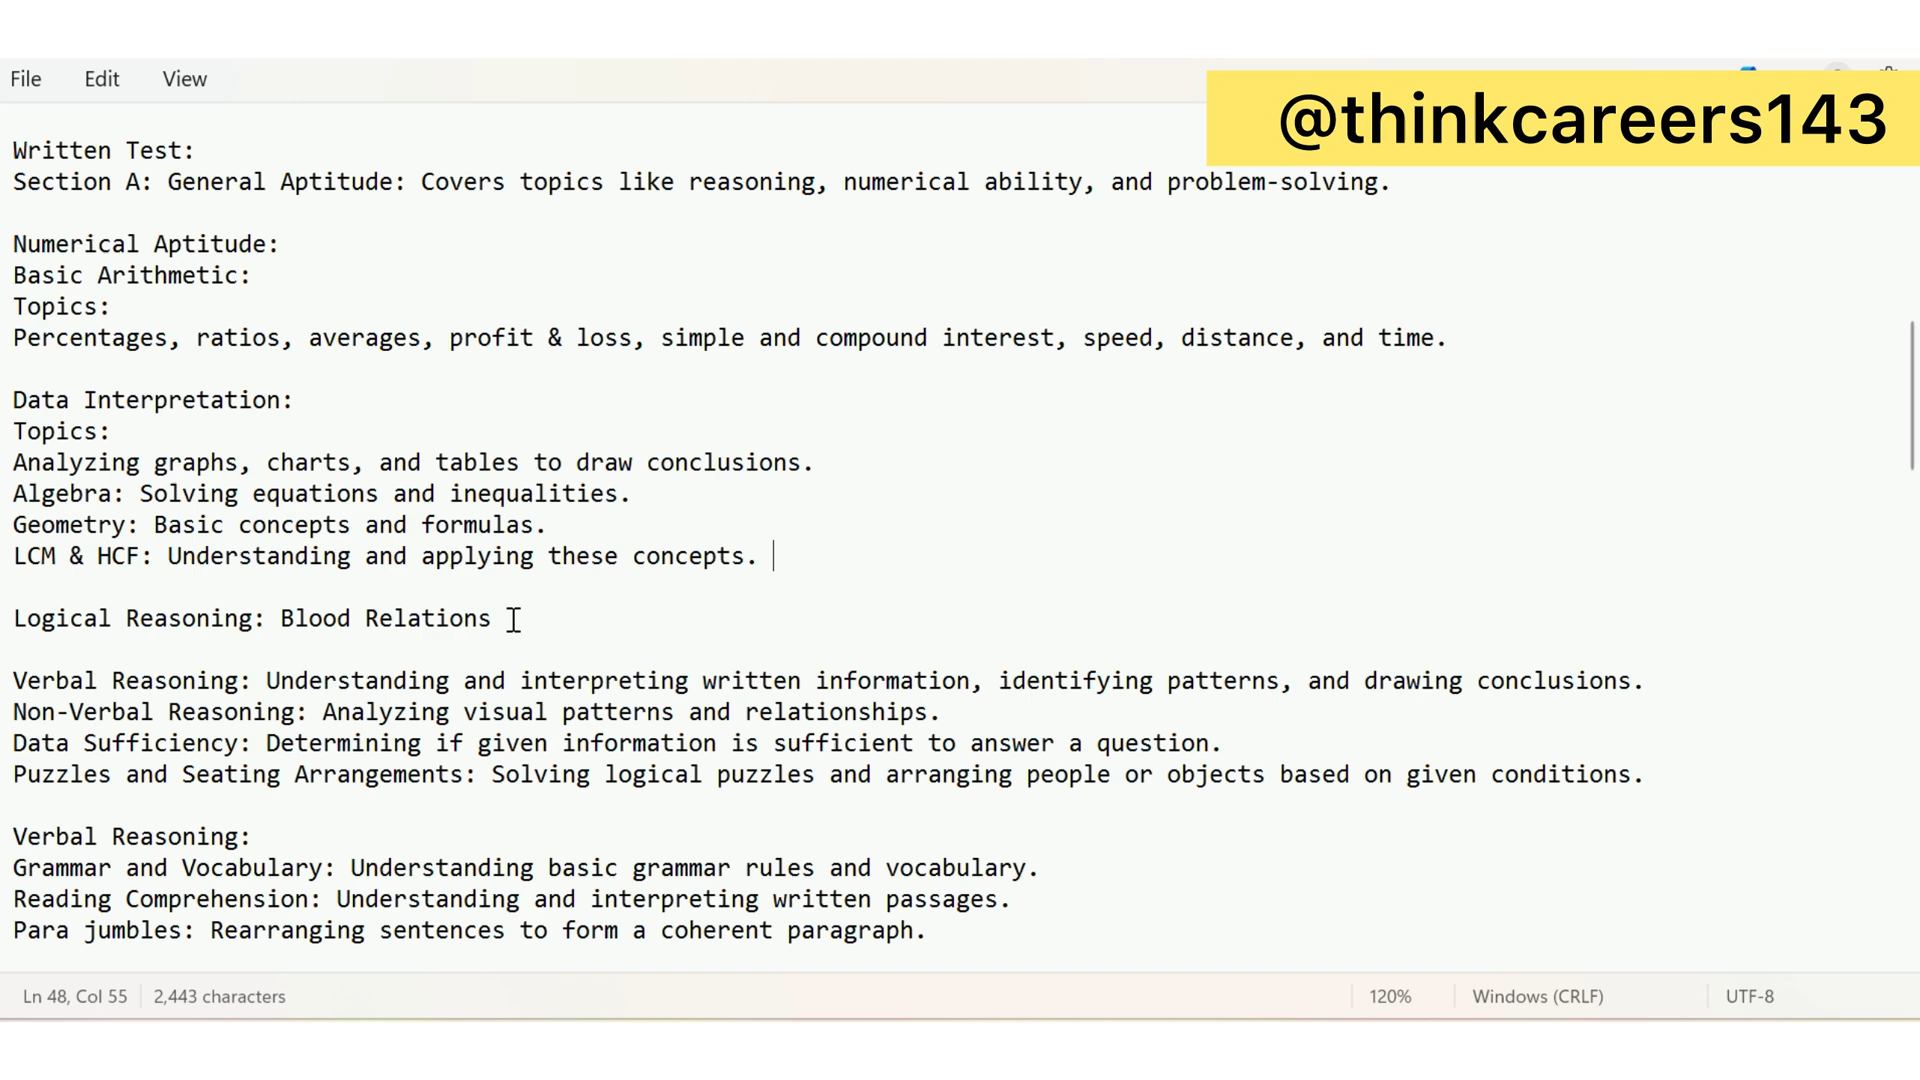 File Edit View
@thinkcareers143
Written Test:
Section A: General Aptitude: Covers topics like reasoning, numerical ability, and problem-solving.
Numerical Aptitude:
Basic Arithmetic:
Topics:
Percentages, ratios, averages, profit & loss, simple and compound interest, speed, distance, and time.
Data Interpretation:
Topics:
Analyzing graphs, charts, and tables to draw conclusions.
Algebra: Solving equations and inequalities.
Geometry: Basic concepts and formulas.
LCM & HCF: Understanding and applying these concepts.
Logical Reasoning: Blood Relations
Verbal Reasoning: Understanding and interpreting written information, identifying patterns, and drawing conclusions.
Non-Verbal Reasoning: Analyzing visual patterns and relationships.
Data Sufficiency: Determining if given information is sufficient to answer a question.
Puzzles and Seating Arrangements: Solving logical puzzles and arranging people or objects based on given conditions.
Verbal Reasoning:
Grammar and Vocabulary: Understanding basic grammar rules and vocabulary.
Reading Comprehension: Understanding and interpreting written passages.
Para jumbles: Rearranging sentences to form a coherent paragraph.
Ln 48, Col 55 2,443 characters 120% Windows (CRLF) UTF-8